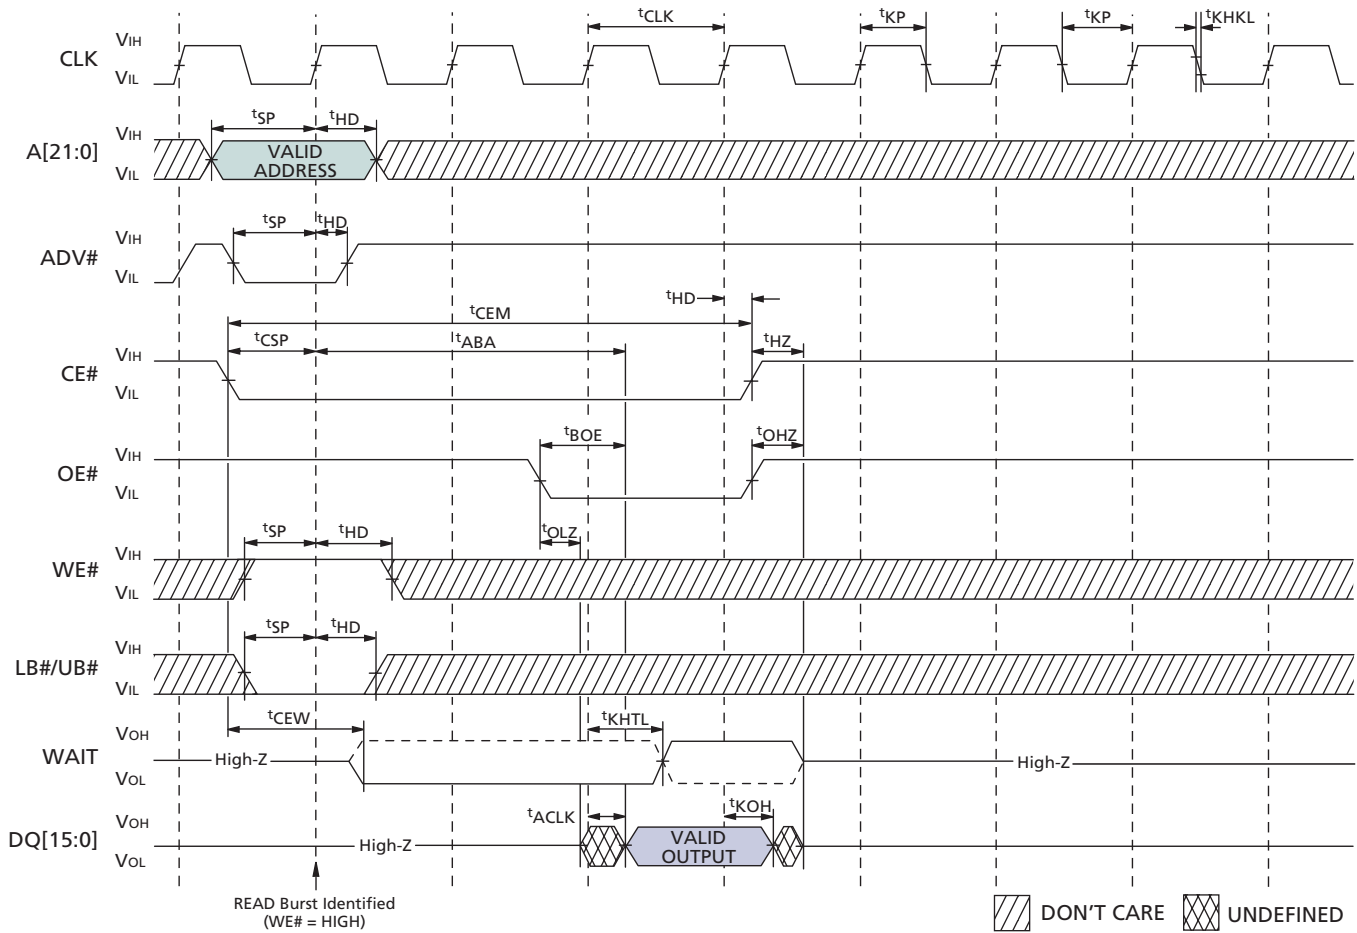 tCLK
tKP
tKP
tKHKL
CLK
VIH
VIL
tSP
tHD
A[21:0]
VIH
VIL
VALID
ADDRESS
tSP
tHD
ADV#
VIH
VIL
tHD
tCEM
tCSP
tABA
tHZ
CE#
VIH
VIL
tBOE
tOHZ
OE#
VIH
VIL
tSP
tHD
tOLZ
WE#
VIH
VIL
tSP
tHD
LB#/UB#
VIH
VIL
tCEW
tKHTL
WAIT
VOH
VOL
High-Z
High-Z
tACLK
tKOH
DQ[15:0]
VOH
VOL
High-Z
VALID
OUTPUT
READ Burst Identified
(WE# = HIGH)
DON'T CARE
UNDEFINED